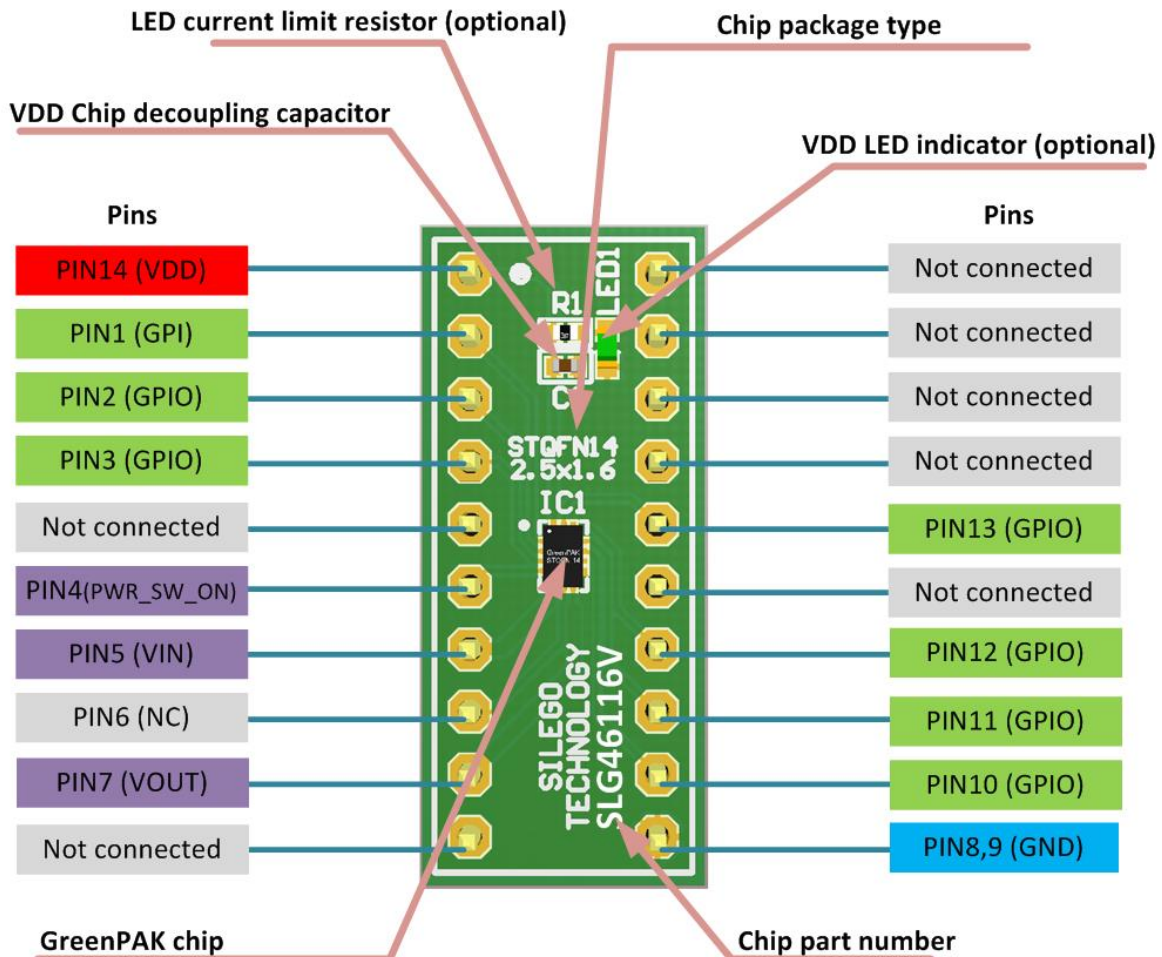 LED current limit resistor (optional)
Chip package type
VDD Chip decoupling capacitor
VDD LED indicator (optional)
Pins
Pins
PIN14 (VDD)
PIN1 (GPI)
PIN2 (GPIO)
PIN3 (GPIO)
Not connected
PIN4(PWR_SW_ON)
PIN5 (VIN)
PIN6 (NC)
PIN7 (VOUT)
Not connected
R1
LED1
STQFN14
2.5x1.6
IC1
GreenPAK
SILEGO
TECHNOLOGY
SLG46116V
Not connected
Not connected
Not connected
Not connected
PIN13 (GPIO)
Not connected
PIN12 (GPIO)
PIN11 (GPIO)
PIN10 (GPIO)
PIN8,9 (GND)
GreenPAK chip
Chip part number